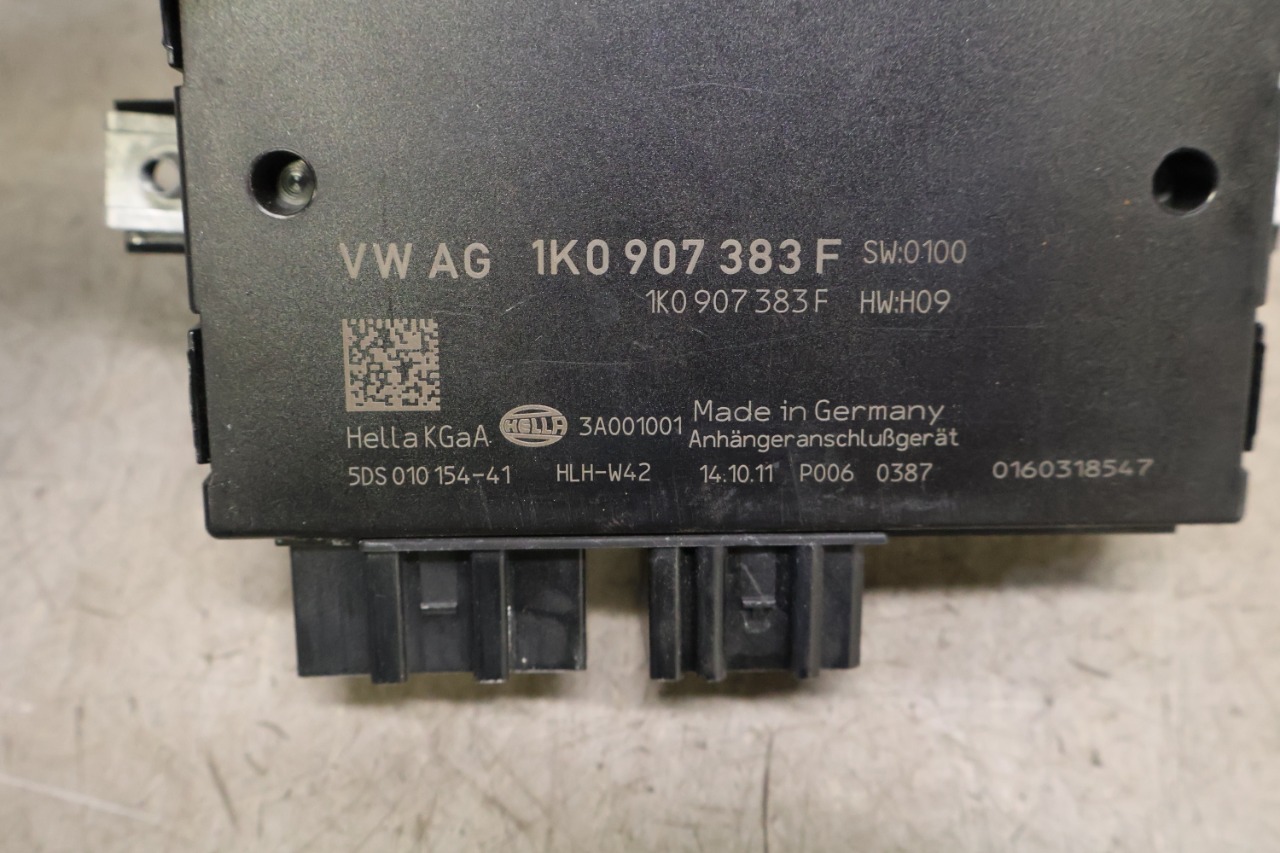 VW AG 1K0 907 383 F SW:0100
1K0 907 383 F HW:H09
Hella KGaA HELLA 3A001001 Made in Germany
Anhängeranschlußgerät
5DS 010 154-41 HLH-W42 14.10.11 P006 0387 0160318547